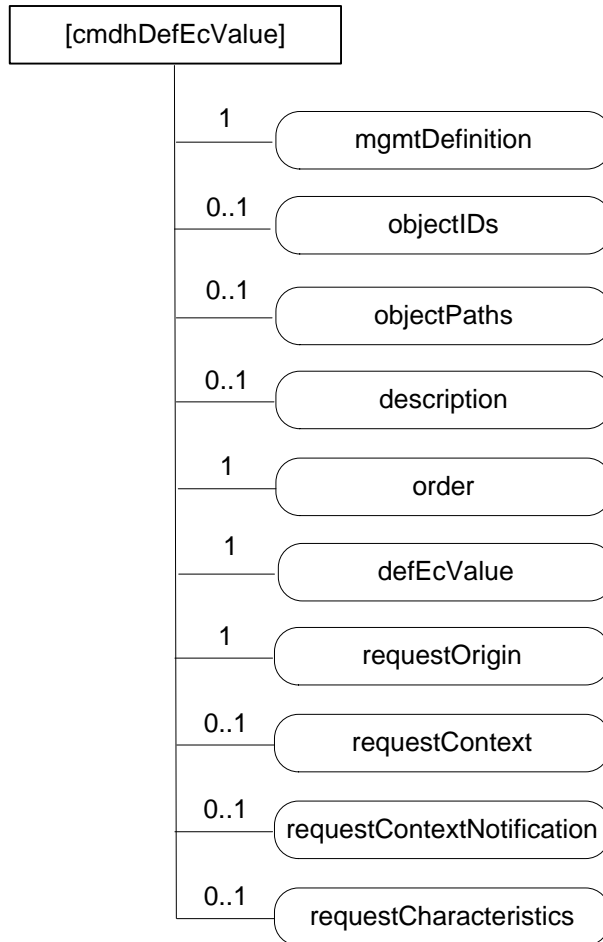 [cmdhDefEcValue]
1
mgmtDefinition
0..1
objectIDs
0..1
objectPaths
0..1
description
1
order
1
defEcValue
1
requestOrigin
0..1
requestContext
0..1
requestContextNotification
0..1
requestCharacteristics